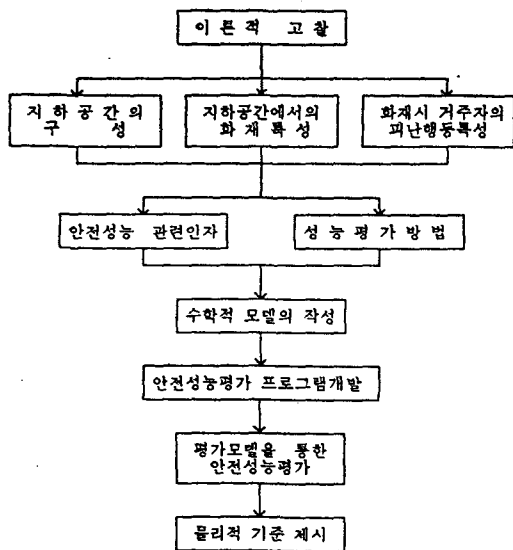 이론적 고찰
지하공간의
구 성
지하공간에서의
화재특성
화재시 거주자의
피난행동특성
안전성능 관련인자
성능평가방법
수학적 모델의 작성
안전성능평가 프로그램개발
평가모델을 통한
안전성능평가
물리적 기준 제시